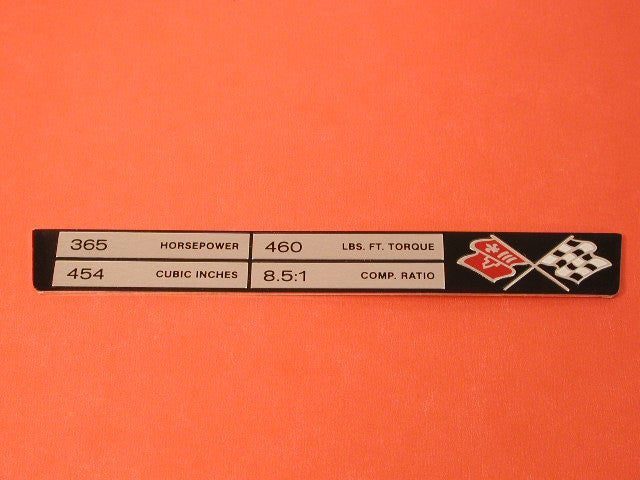 365 HORSEPOWER 460 LBS. FT. TORQUE
454 CUBIC INCHES 8.5:1 COMP. RATIO